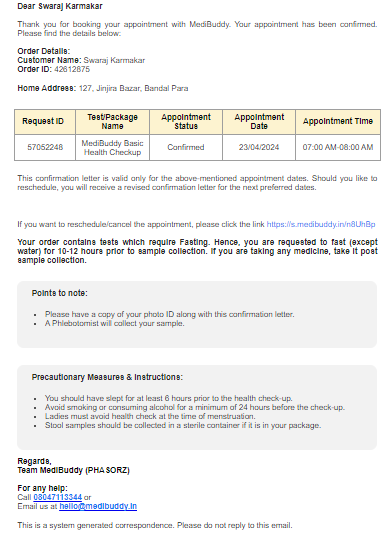 Dear Swaraj Karmakar
Thank you for booking your appointment with MediBuddy. Your appointment has been confirmed.
Please find the details below:
Order Details:
Customer Name: Swaraj Karmakar
Order ID: 42612875
Home Address: 127, Jinjira Bazar, Bandal Para
Request ID
Test/Package
Name
Appointment
Status
Appointment
Date
Appointment Time
57052248
MediBuddy Basic
Health Checkup
Confirmed
23/04/2024
07:00 AM-08:00 AM
This confirmation letter is valid only for the above-mentioned appointment dates. Should you like to
reschedule, you will receive a revised confirmation letter for the next preferred dates.
If you want to reschedule/cancel the appointment, please click the link https://s.medibuddy.in/n8UhBp
Your order contains tests which require Fasting. Hence, you are requested to fast (except
water) for 10-12 hours prior to sample collection. If you are taking any medicine, take it post
sample collection.
Points to note:
• Please have a copy of your photo ID along with this confirmation letter.
• A Phlebotomist will collect your sample.
Precautionary Measures & Instructions:
• You should have slept for at least 6 hours prior to the health check-up.
• Avoid smoking or consuming alcohol for a minimum of 24 hours before the check-up.
• Ladies must avoid health check at the time of menstruation.
• Stool samples should be collected in a sterile container if it is in your package.
Regards,
Team MediBuddy (PHASORZ)
For any help:
Call 08047113344 or
Email us at hello@medibuddy.in
This is a system generated correspondence. Please do not reply to this email.